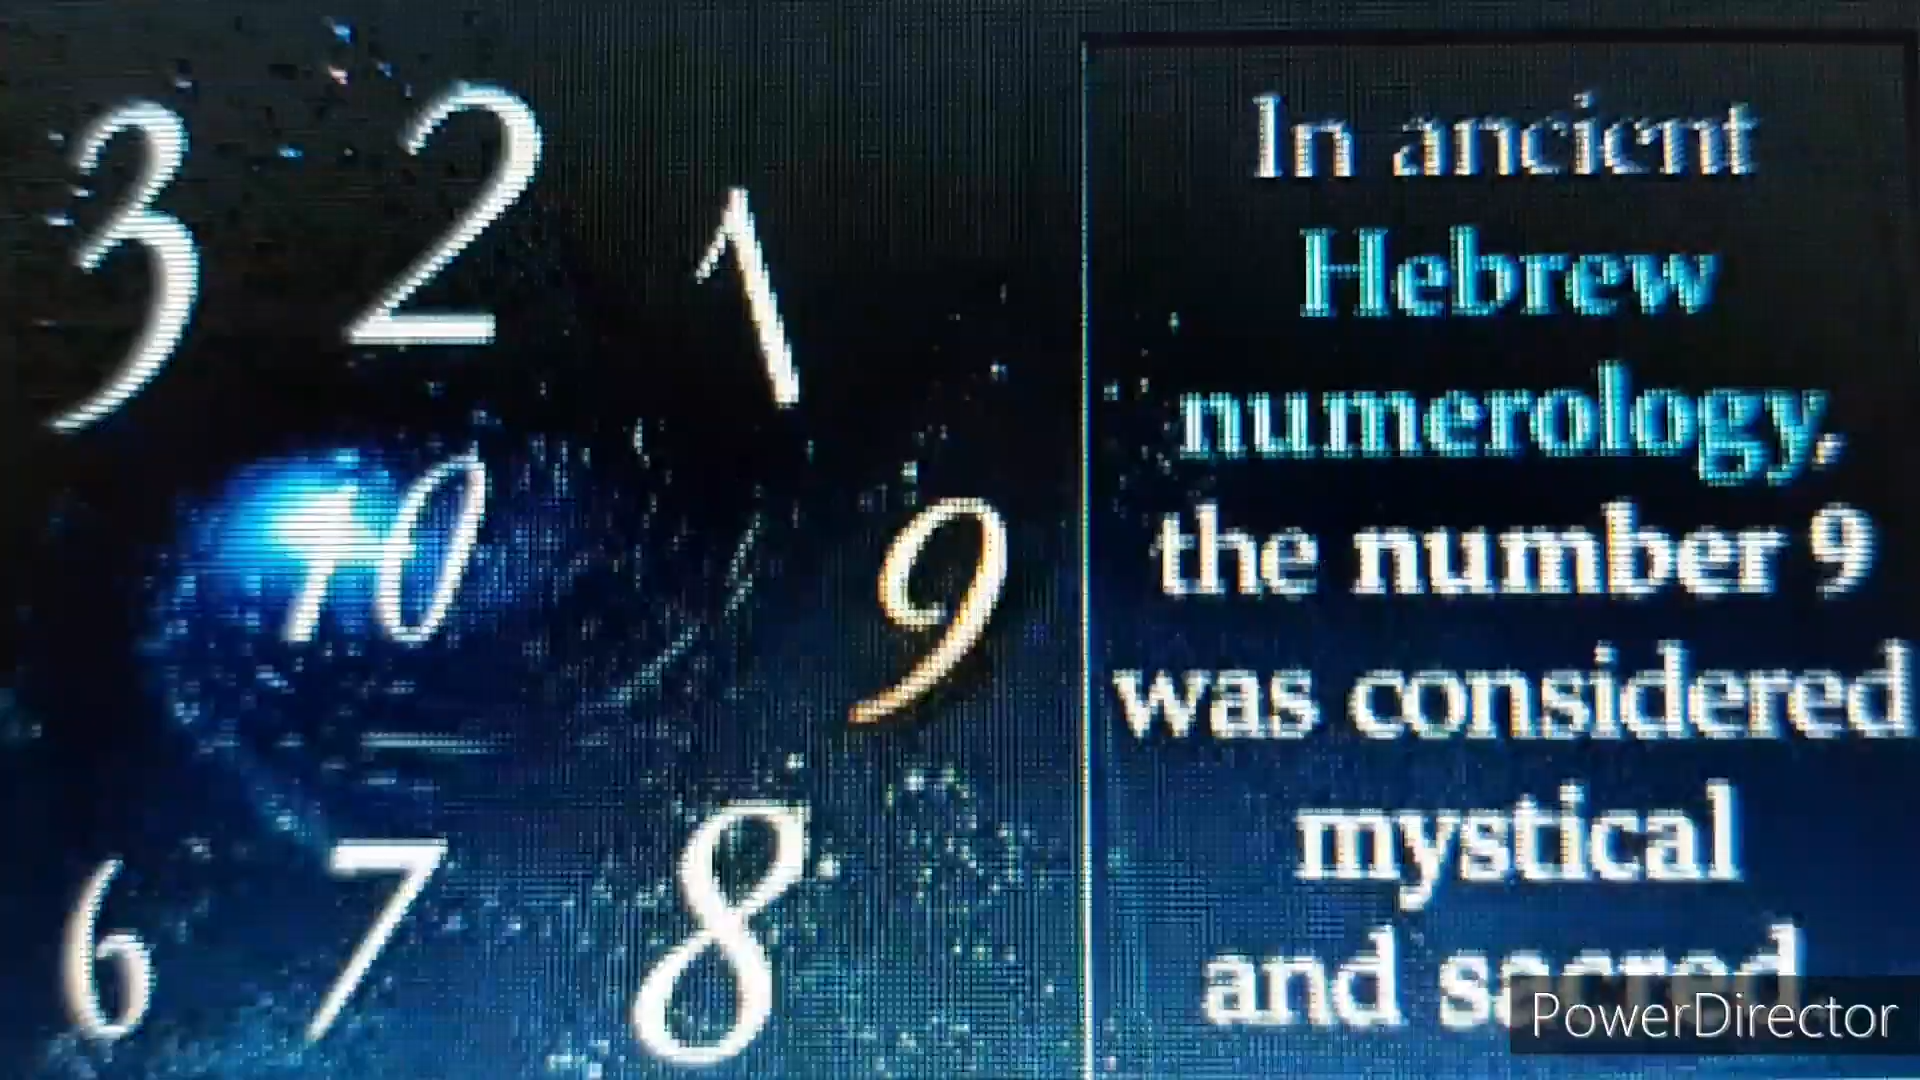 3 2 1
10 9
6 7 8
In ancient
Hebrew
numerology,
the number 9
was considered
mystical
and sacred
PowerDirector